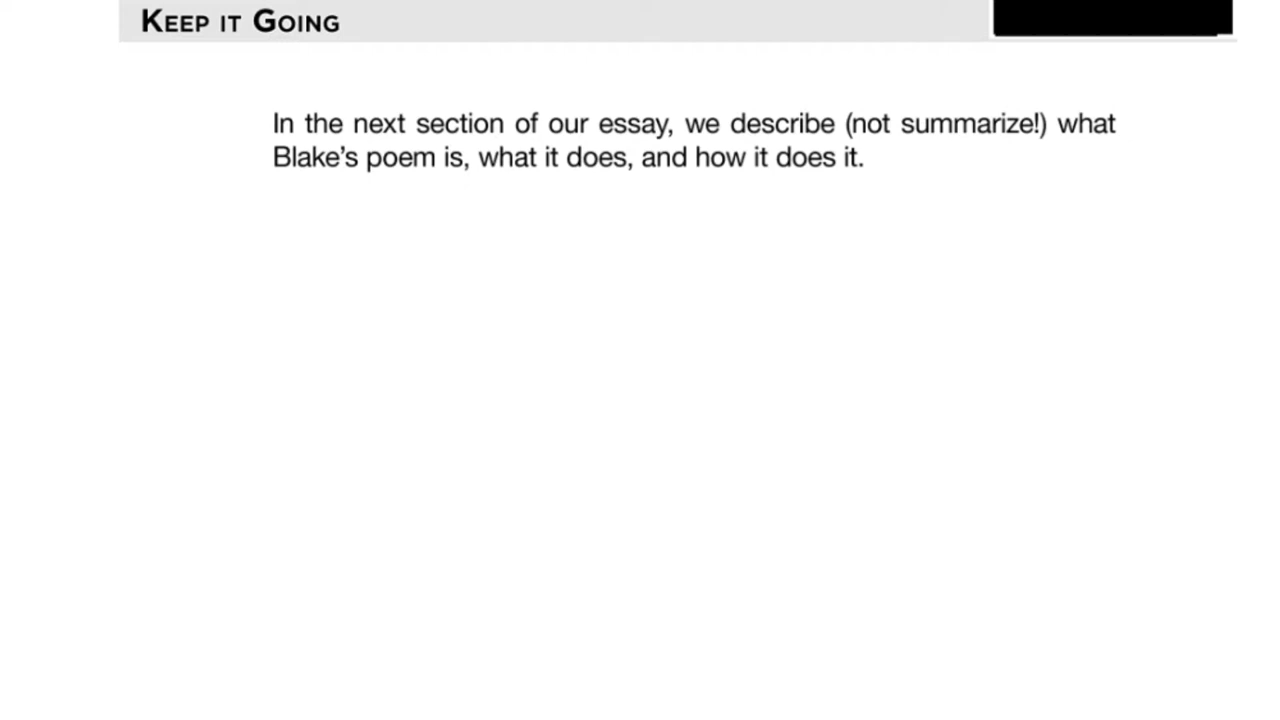 KEEP IT GOING
In the next section of our essay, we describe (not summarize!) what
Blake's poem is, what it does, and how it does it.